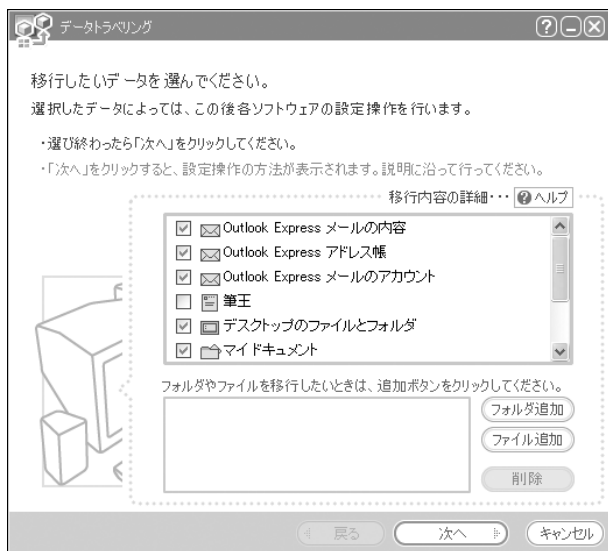 データトラベリング
移行したいデータを選んでください。
選択したデータによっては、この後各ソフトウェアの設定操作を行います。
・選び終わったら「次へ」をクリックしてください。
・「次へ」をクリックすると、設定操作の方法が表示されます。説明に沿って行ってください。
移行内容の詳細・・・ ?ヘルプ
Outlook Express メールの内容
Outlook Express アドレス帳
Outlook Express メールのアカウント
筆王
デスクトップのファイルとフォルダ
マイドキュメント
フォルダやファイルを移行したいときは、追加ボタンをクリックしてください。
フォルダ追加
ファイル追加
削除
戻る 次へ キャンセル